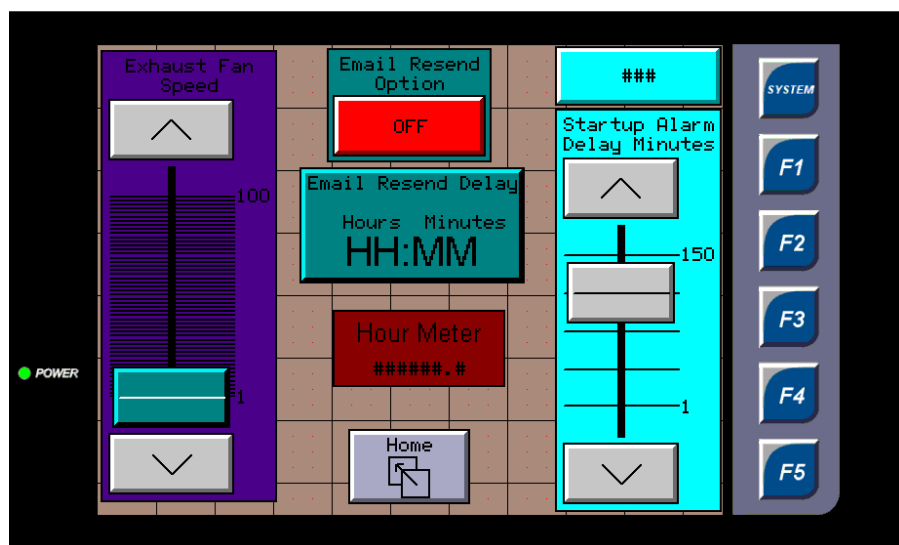 Exhaust Fan
Speed
100
1
Email Resend
Option
OFF
Email Resend Delay
Hours Minutes
HH:MM
Hour Meter
######.#
Home
###
Startup Alarm
Delay Minutes
150
1
POWER
SYSTEM
F1
F2
F3
F4
F5